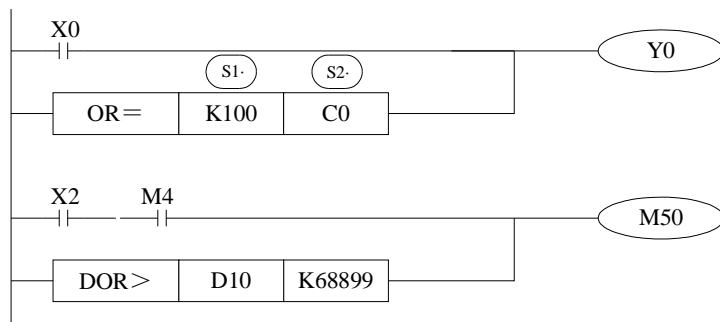 X0
Y0
S1·
S2·
OR＝ K100 C0
X2 M4
M50
DOR＞ D10 K68899